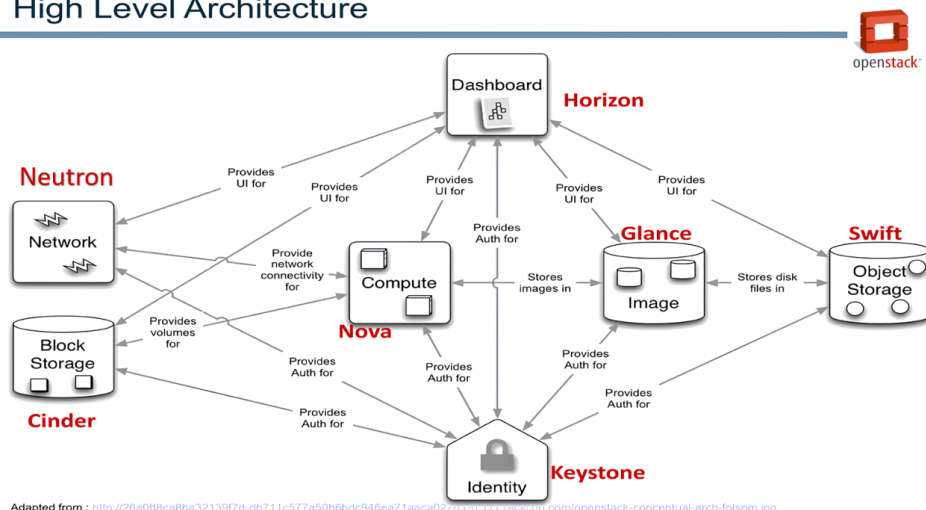 High Level Architecture
openstack
Dashboard
Horizon
Neutron
Provides
UI for
Provides
UI for
Provides
UI for
Provides
UI for
Provides
UI for
Provides
Auth for
Network
Provide
network
connectivity
for
Compute
Nova
Stores
images in
Glance
Image
Stores disk
files in
Swift
Object
Storage
Block
Storage
Cinder
Provides
volumes
for
Provides
Auth for
Provides
Auth for
Provides
Auth for
Provides
Auth for
Provides
Auth for
Identity
Keystone
Adapted from :